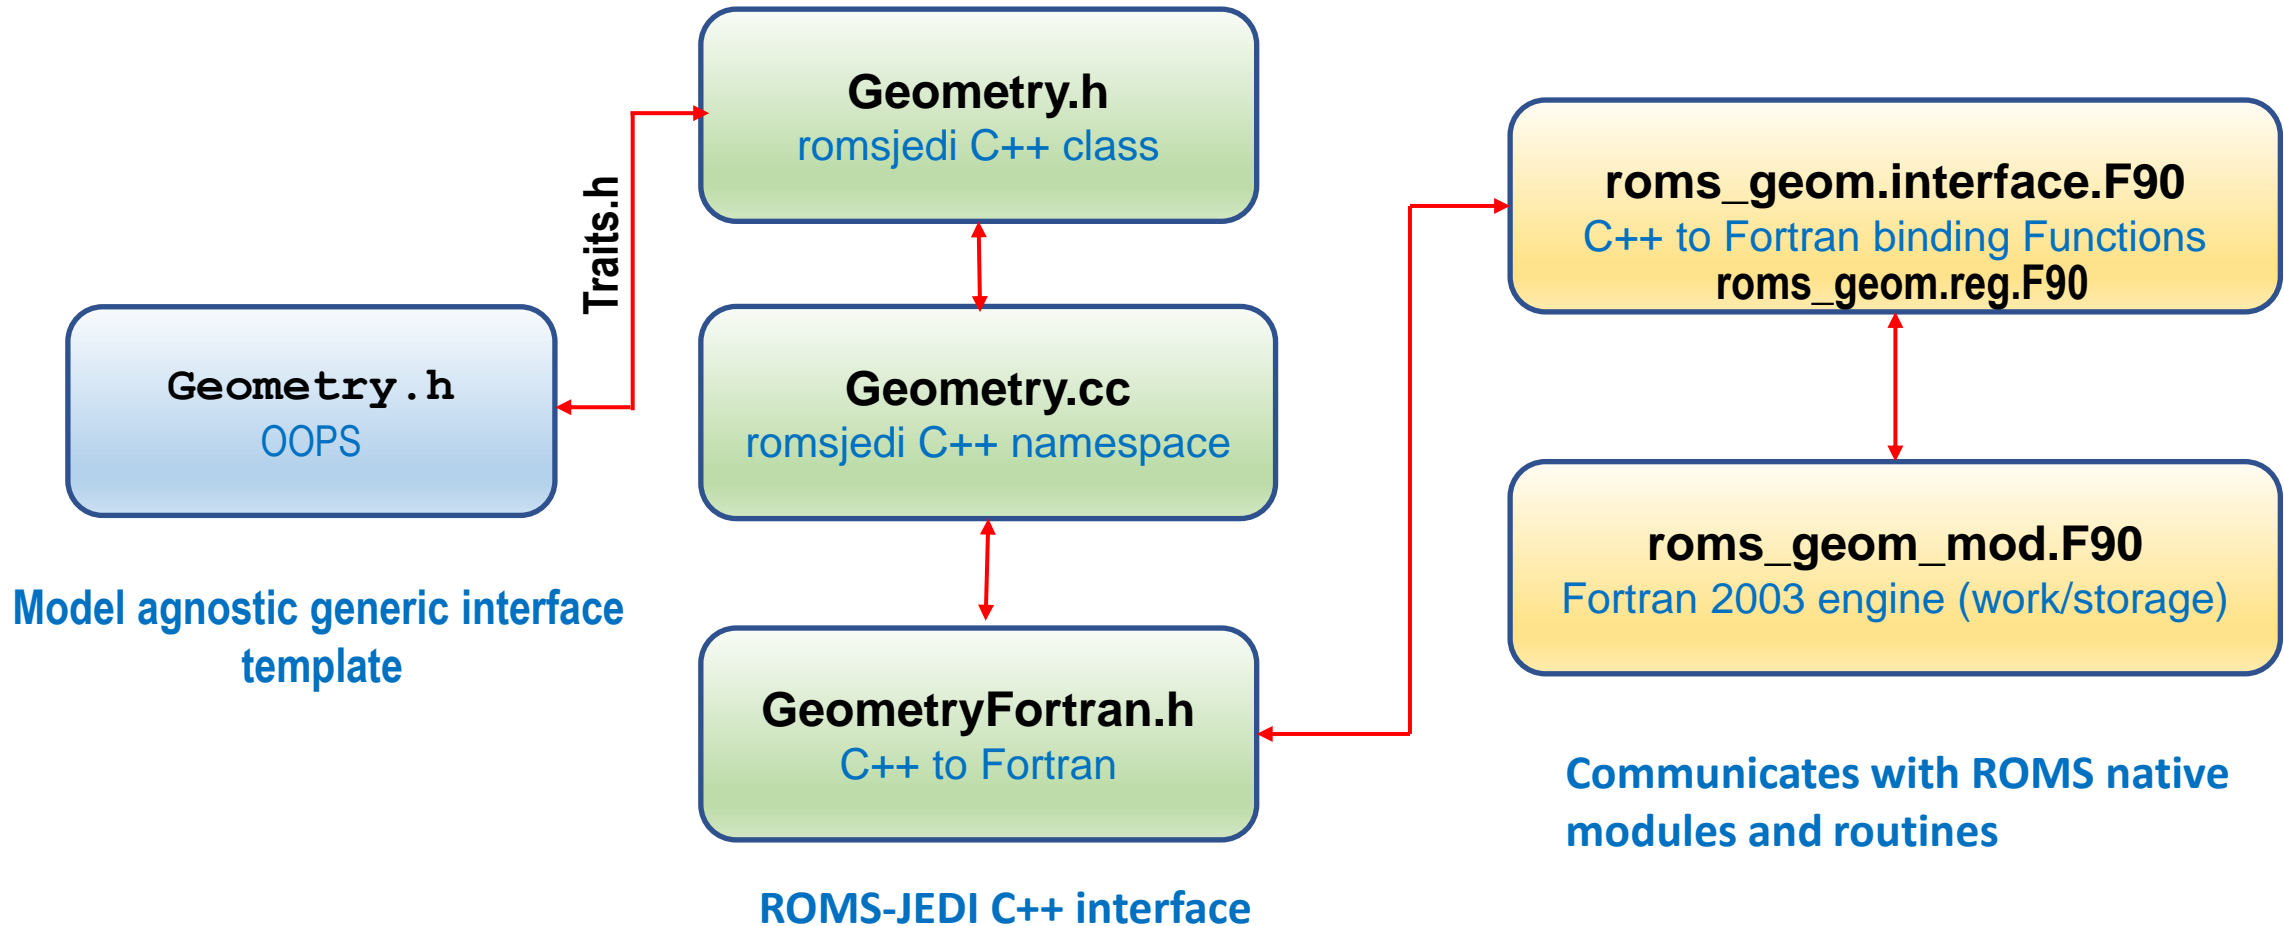 Geometry.h
OOPS
Model agnostic generic interface
template
Traits.h
Geometry.h
romsjedi C++ class
Geometry.cc
romsjedi C++ namespace
GeometryFortran.h
C++ to Fortran
ROMS-JEDI C++ interface
roms_geom.interface.F90
C++ to Fortran binding Functions
roms_geom.reg.F90
roms_geom_mod.F90
Fortran 2003 engine (work/storage)
Communicates with ROMS native
modules and routines